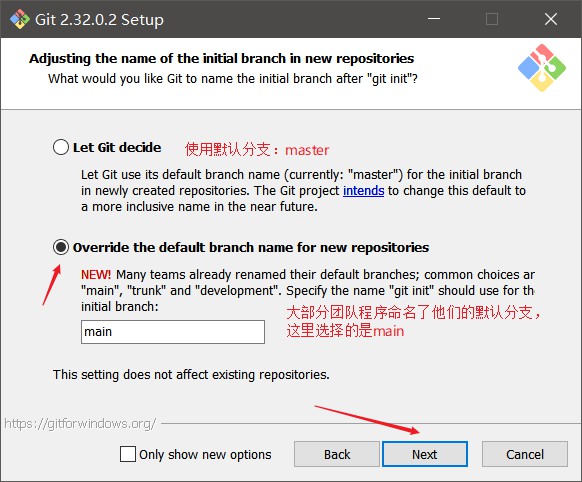 Git 2.32.0.2 Setup
Adjusting the name of the initial branch in new repositories
What would you like Git to name the initial branch after "git init"?
Let Git decide 使用默认分支：master
Let Git use its default branch name (currently: "master") for the initial branch
in newly created repositories. The Git project intends to change this default to
a more inclusive name in the near future.
Override the default branch name for new repositories
NEW! Many teams already renamed their default branches; common choices ar
"main", "trunk" and "development". Specify the name "git init" should use for the
initial branch:
大部分团队程序命名了他们的默认分支，
这里选择的是main
main
This setting does not affect existing repositories.
https://gitforwindows.org/
Only show new options
Back
Next
Cancel